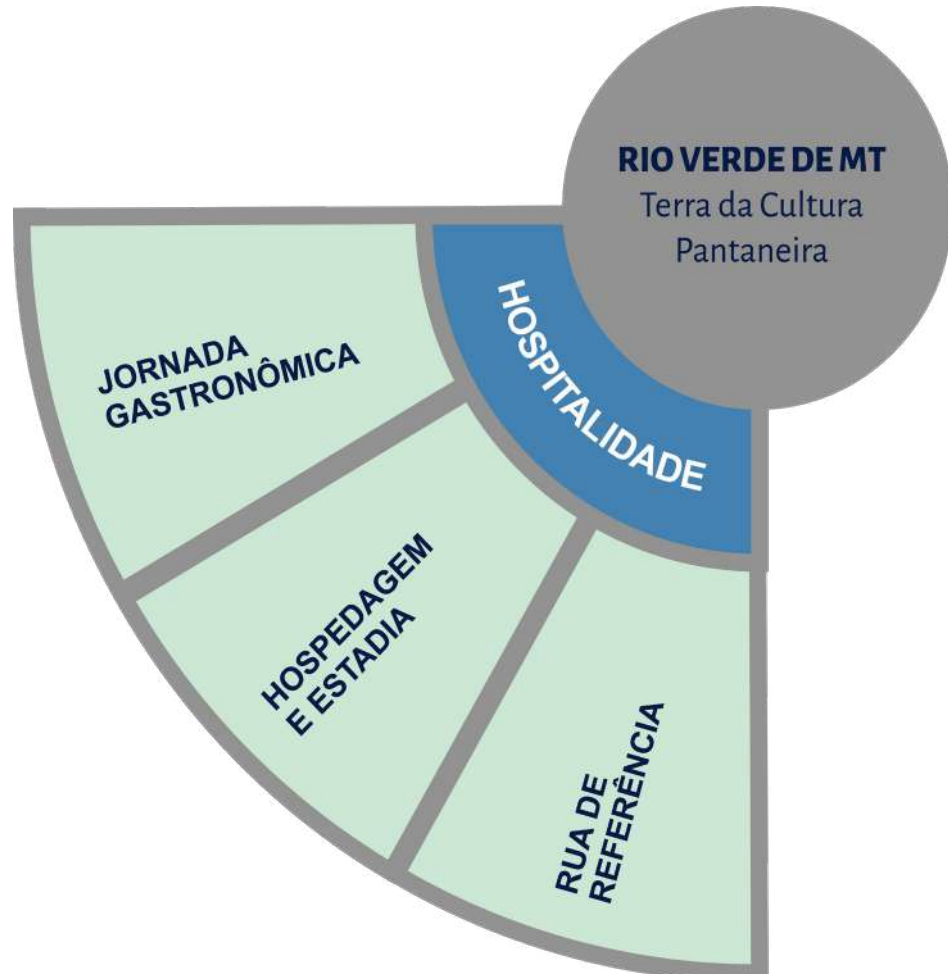 RIO VERDE DE MT
Terra da Cultura
Pantaneira
HOSPITALIDADE
JORNADA
GASTRONÔMICA
HOSPEDAGEM
E ESTADIA
RUA DE
REFERÊNCIA